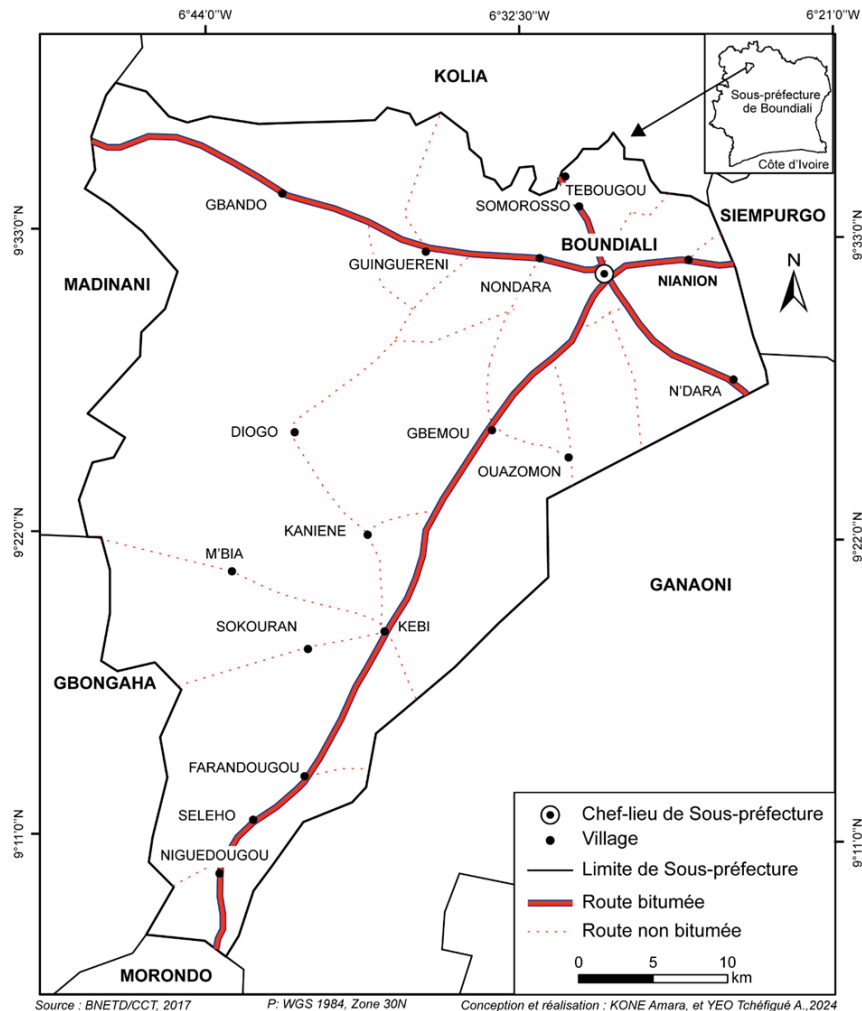 6°44'0"W
6°32'30"W
6°21'0"W
KOLIA
Sous-préfecture
de Boundiali
Côte d'Ivoire
TEBOUGOU
SOMOROSSO
GBANDO
SIEMPURGO
9°33'0"N
9°33'0"N
BOUNDIALI
GUINGUERENI
MADINANI
NONDARA
NIANION
N
N'DARA
DIOGO
GBEMOU
OUAZOMON
9°22'0"N
9°22'0"N
KANIENE
M'BIA
GANAONI
SOKOURAN
KEBI
GBONGAHA
FARANDOUGOU
SELEHO
9°11'0"N
9°11'0"N
NIGUEDOUGOU
MORONDO
Chef-lieu de Sous-préfecture
Village
Limite de Sous-préfecture
Route bitumée
Route non bitumée
0 5 10
km
Source : BNETD/CCT, 2017 P: WGS 1984, Zone 30N Conception et réalisation : KONE Amara, et YEO Tchéfigué A.,2024